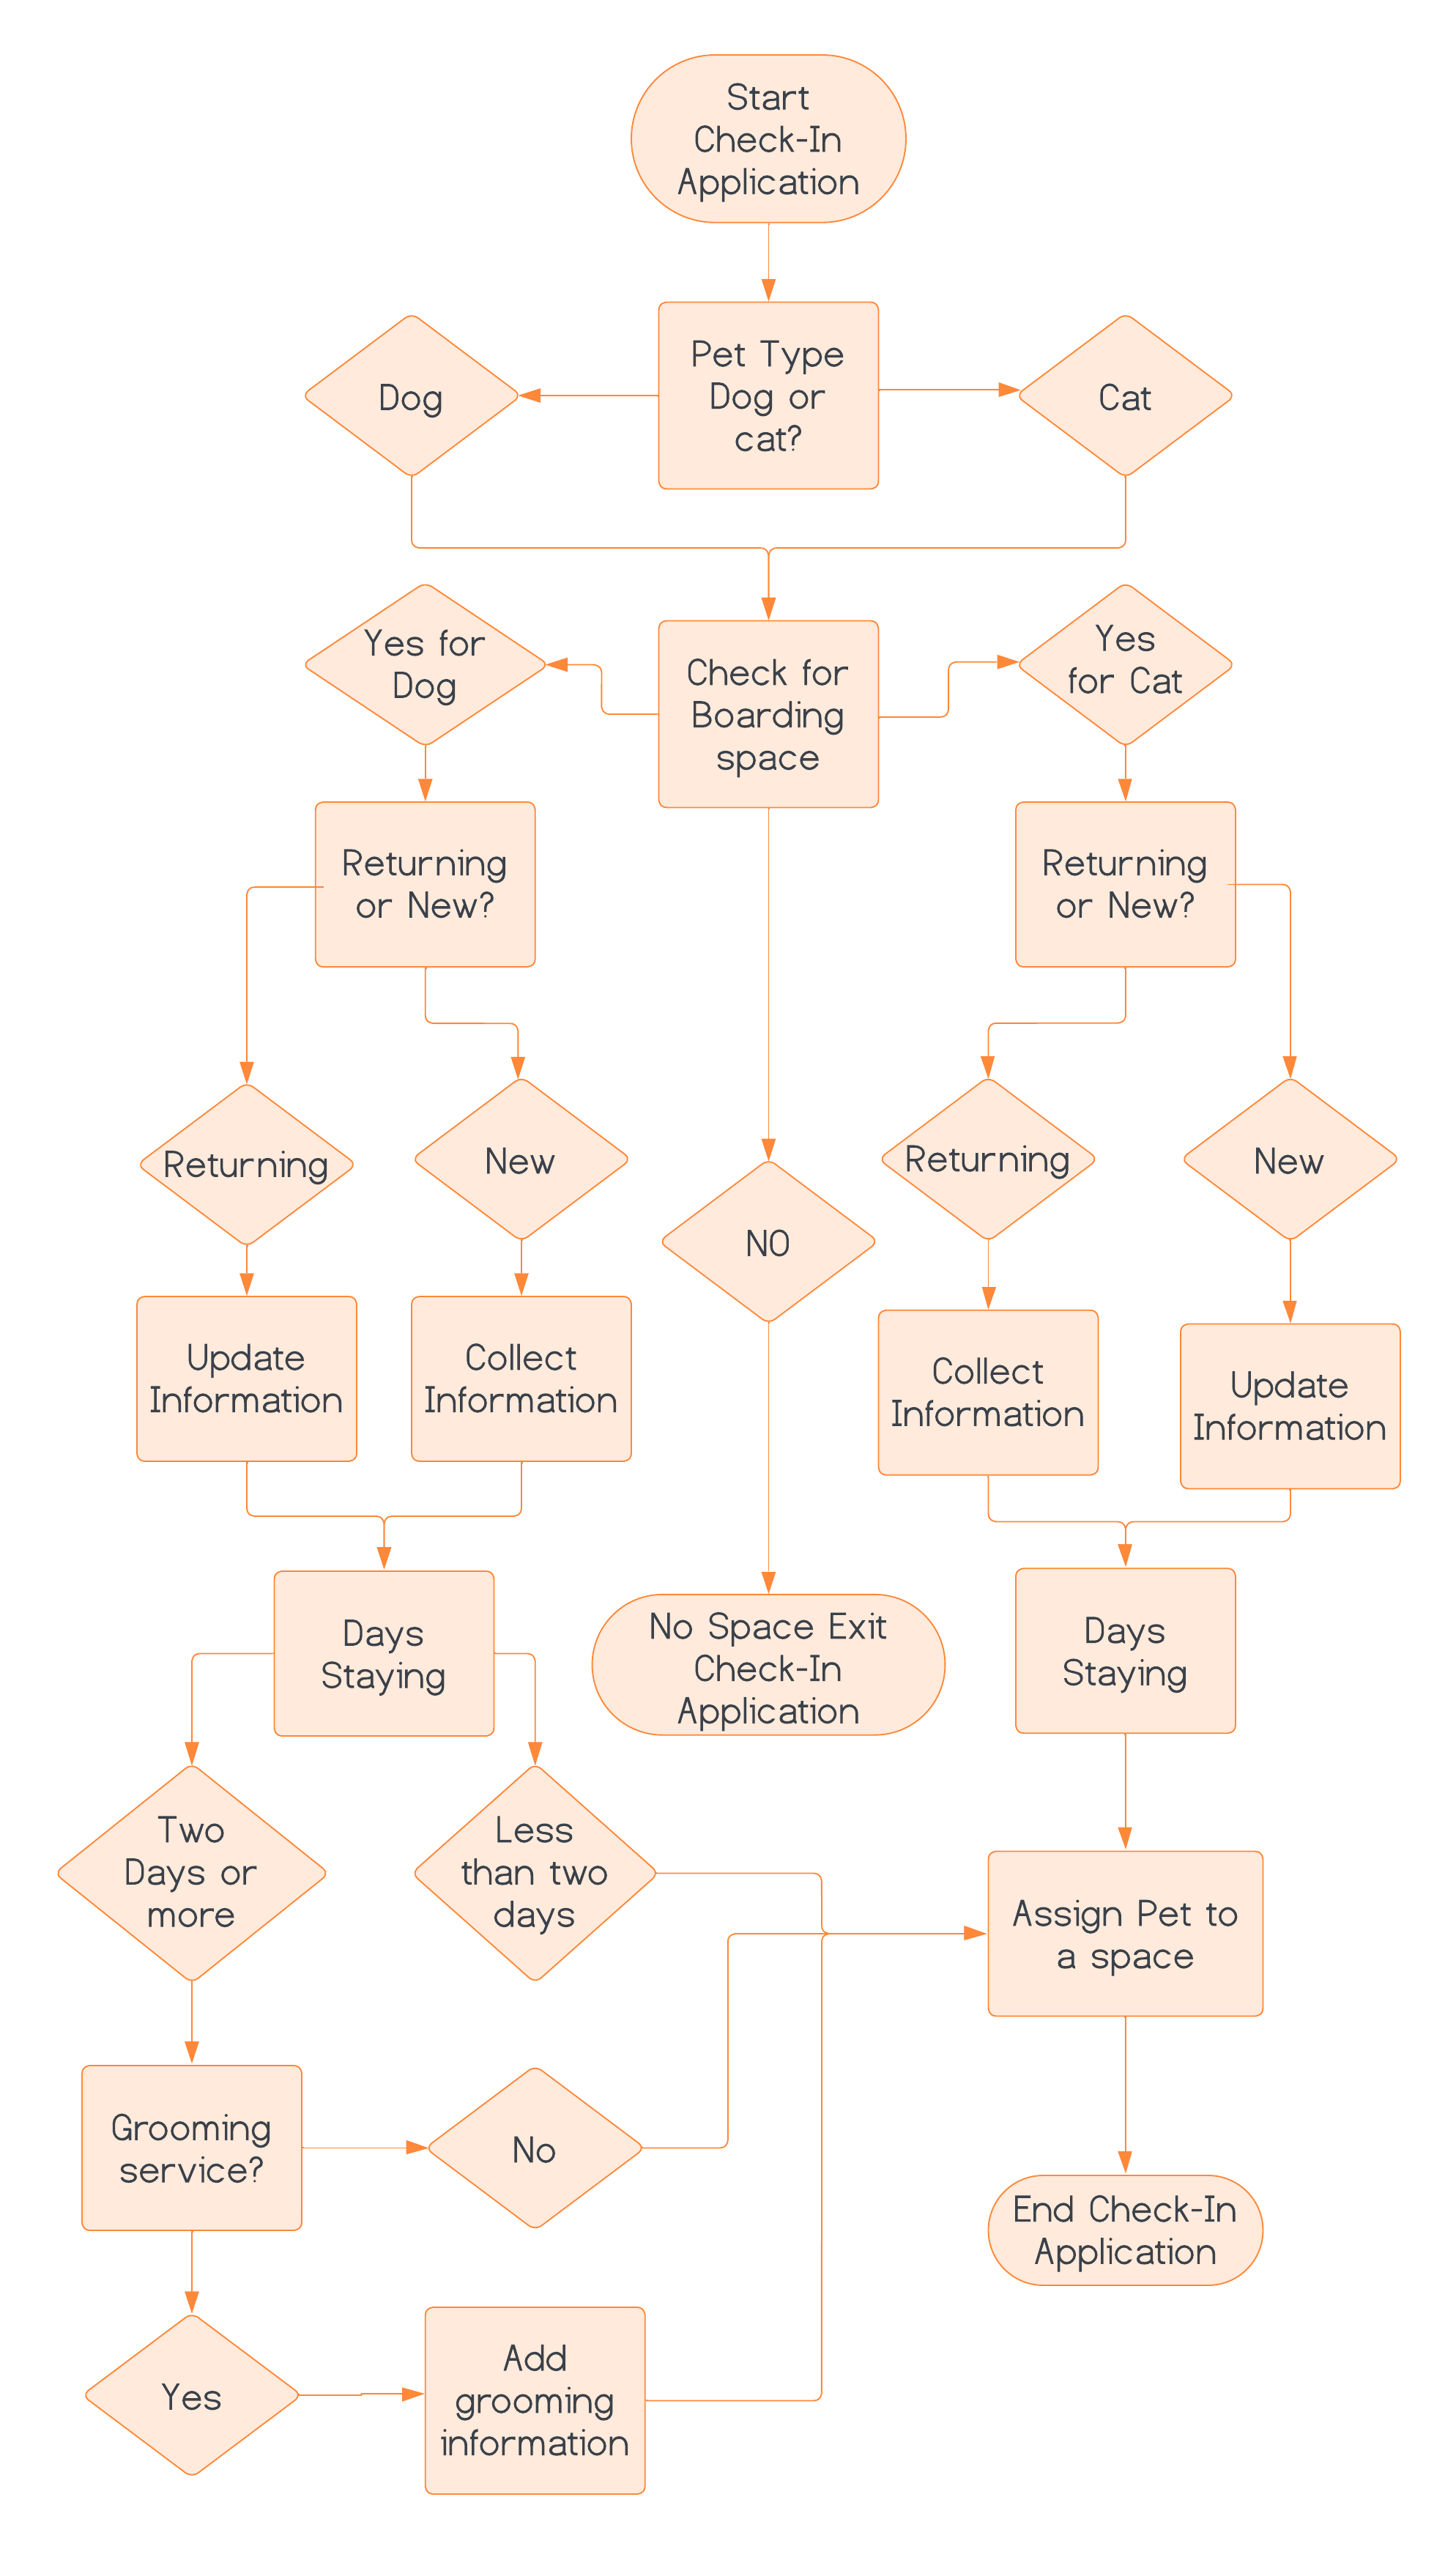 Start
Check-In
Application
Dog
Pet Type
Dog or
cat?
Cat
Yes for
Dog
Check for
Boarding
space
Yes
for Cat
Returning
or New?
Returning
or New?
Returning
New
NO
Returning
New
Update
Information
Collect
Information
Collect
Information
Update
Information
Days
Staying
No Space Exit
Check-In
Application
Days
Staying
Two
Days or
more
Less
than two
days
Assign Pet to
a space
Grooming
service?
No
End Check-In
Application
Yes
Add
grooming
information